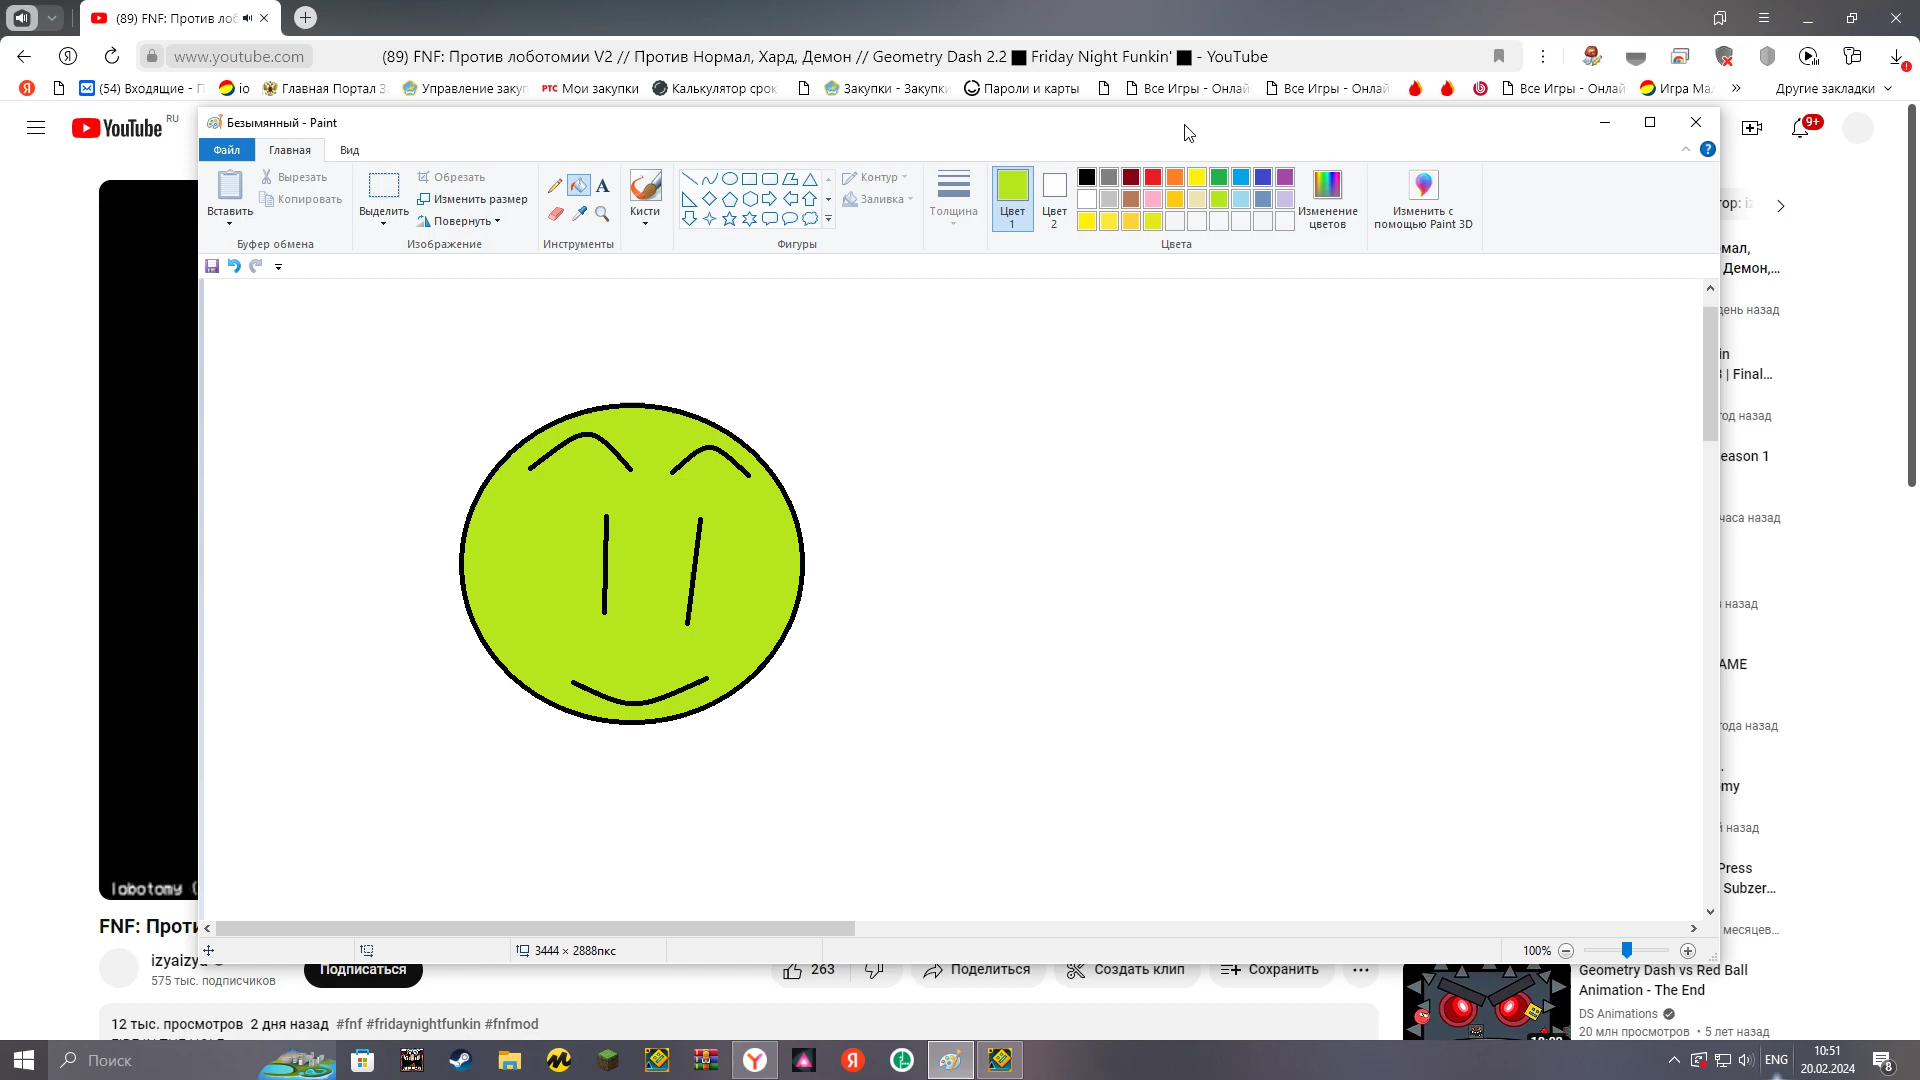 (89) FNF: Против лоб
www.youtube.com
(89) FNF: Против лоботомии V2 // Против Нормал, Хард, Демон // Geometry Dash 2.2 ⬛ Friday Night Funkin' ⬛ - YouTube
(54) Входящие - П
io
Главная Портал З
Управление закуп
РТС Мои закупки
Калькулятор срок
Закупки - Закупки
Пароли и карты
Все Игры - Онлай
Все Игры - Онлай
Все Игры - Онлай
Игра Ма
Другие закладки
YouTube RU
9+
Безымянный - Paint
Файл
Главная
Вид
Вставить
Вырезать
Копировать
Буфер обмена
Выделить
Обрезать
Изменить размер
Повернуть
Изображение
Инструменты
Кисти
Фигуры
Контур
Заливка
Толщина
Цвет 1
Цвет 2
Цвета
Изменение цветов
Изменить с помощью Paint 3D
мал,
Демон,...
день назад
in
| Final...
год назад
eason 1
часа назад
назад
AME
года назад
my
назад
Press
Subzer...
месяцев...
3444 × 2888пкс
100%
lobotomy (
FNF: Проти
izyaizya
575 тыс. подписчиков
Подписаться
263
Поделиться
Создать клип
Сохранить
12 тыс. просмотров 2 дня назад #fnf #fridaynightfunkin #fnfmod
Geometry Dash vs Red Ball
Animation - The End
DS Animations
20 млн просмотров • 5 лет назад
Поиск
ENG
10:51
20.02.2024
8